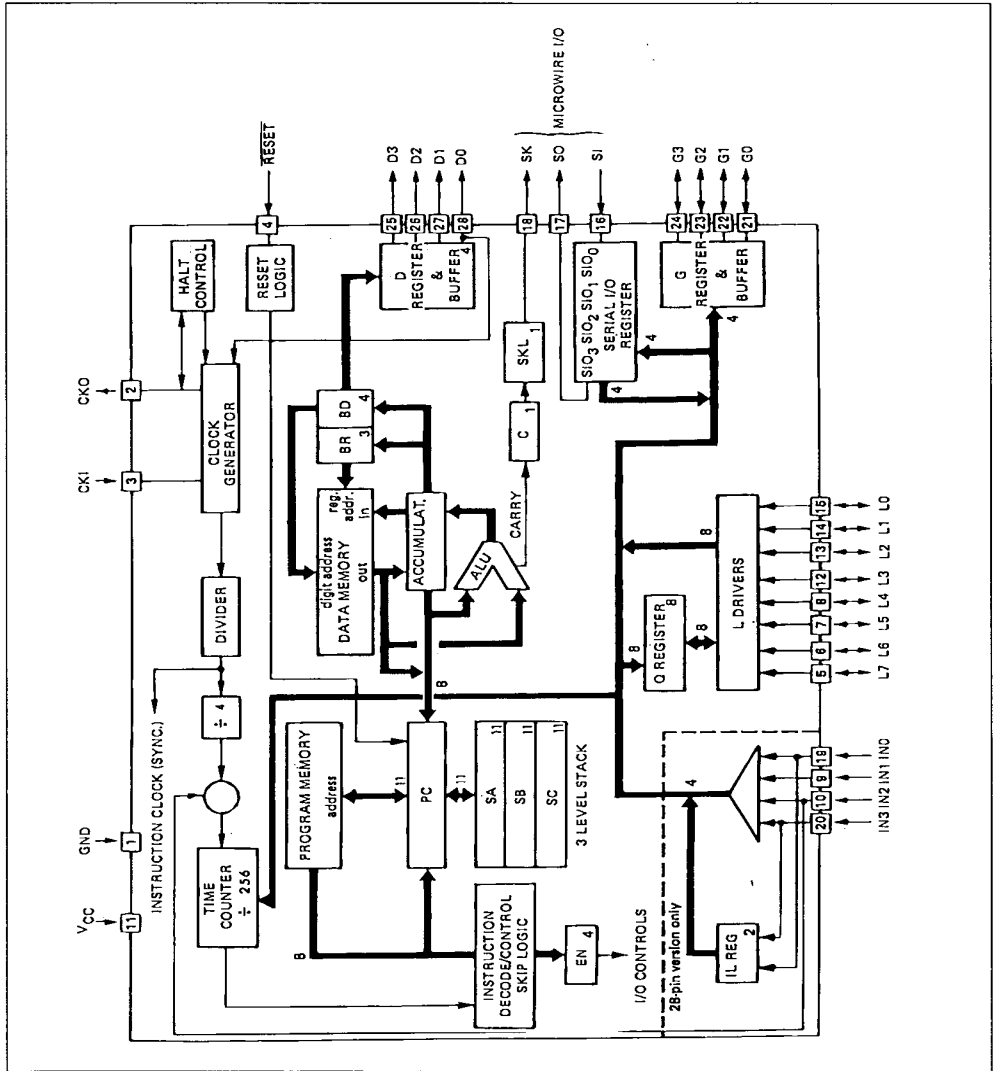 VCC
GND
CKI
CKO
11
1
3
2
INSTRUCTION CLOCK (SYNC.)
TIME
COUNTER
÷ 256
÷ 4
DIVIDER
CLOCK
GENERATOR
HALT
CONTROL
RESET
4
RESET
LOGIC
PROGRAM MEMORY
address
8
11
PC
8
11
SA 11
SB 11
SC 11
3 LEVEL STACK
INSTRUCTION
DECODE/CONTROL
SKIP LOGIC
EN 4
I/O CONTROLS
digit address
DATA MEMORY
reg.
addr.
out
in
BR 3
BD 4
ACCUMULAT.
ALU
CARRY
C 1
SKL 1
D
REGISTER
&
BUFFER
4
25 D3
26 D2
27 D1
28 D0
18 SK
17 SO
16 SI
MICROWIRE I/O
SIO3 SIO2 SIO1 SIO0
SERIAL I/O
REGISTER
4
4
G
REGISTER
&
BUFFER
4
24 G3
23 G2
22 G1
21 G0
8
Q REGISTER 8
8
8
L DRIVERS
5 6 7 8 12 13 14 15
L7 L6 L5 L4 L3 L2 L1 L0
28-pin version only
IL REG 2
4
20 10 9 19
IN3 IN2 IN1 IN0